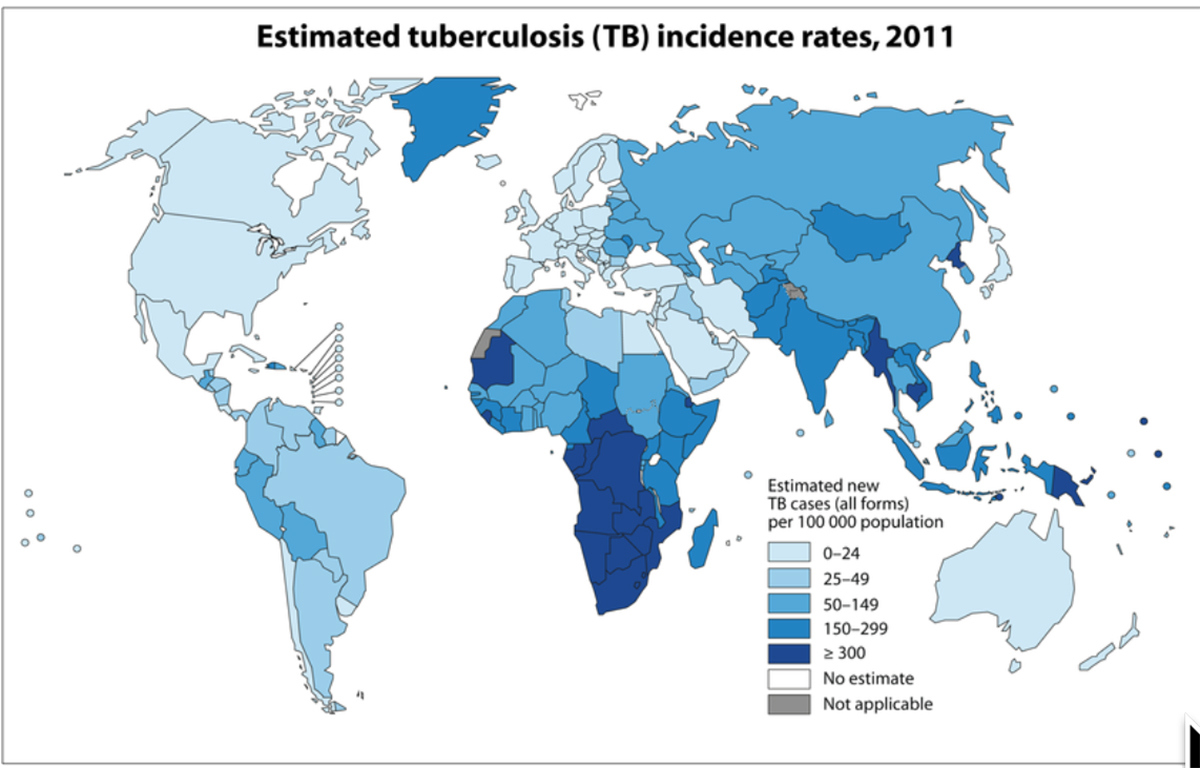 Estimated tuberculosis (TB) incidence rates, 2011
Estimated new
TB cases (all forms)
per 100 000 population
0–24
25–49
50–149
150–299
≥ 300
No estimate
Not applicable